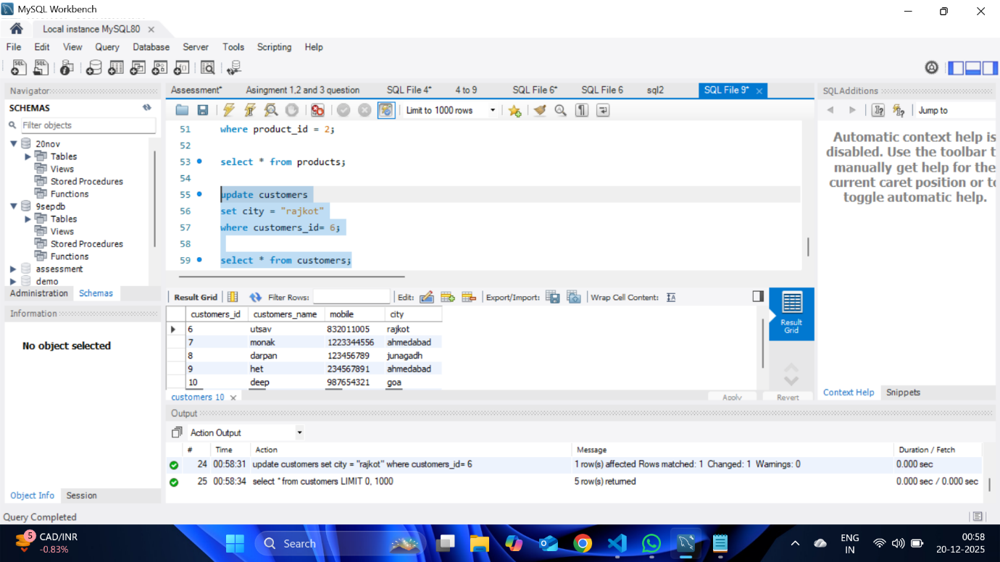 MySQL Workbench
Local instance MySQL80
File Edit View Query Database Server Tools Scripting Help
Navigator
SCHEMAS
Filter objects
20nov
Tables
Views
Stored Procedures
Functions
9sepdb
Tables
Views
Stored Procedures
Functions
assessment
demo
Administration Schemas
Information
No object selected
Object Info Session
Assessment* Asingment 1,2 and 3 question SQL File 4* 4 to 9 SQL File 6* SQL File 6 sql2 SQL File 9*
Limit to 1000 rows
51 where product_id = 2;
52
53 select * from products;
54
55 update customers
56 set city = "rajkot"
57 where customers_id= 6;
58
59 select * from customers;
Result Grid Filter Rows: Edit: Export/Import: Wrap Cell Content:
customers_id customers_name mobile city
6 utsav 832011005 rajkot
7 monak 1223344556 ahmedabad
8 darpan 123456789 junagadh
9 het 234567891 ahmedabad
10 deep 987654321 goa
Result
Grid
customers 10 Apply Revert
SQLAdditions
Jump to
Automatic context help is
disabled. Use the toolbar t
manually get help for the
current caret position or to
toggle automatic help.
Context Help Snippets
Output
Action Output
# Time Action Message Duration / Fetch
24 00:58:31 update customers set city = "rajkot" where customers_id= 6 1 row(s) affected Rows matched: 1 Changed: 1 Warnings: 0 0.000 sec
25 00:58:34 select * from customers LIMIT 0, 1000 5 row(s) returned 0.000 sec / 0.000 sec
Query Completed
5
CAD/INR
-0.83%
Search
ENG
IN
00:58
20-12-2025